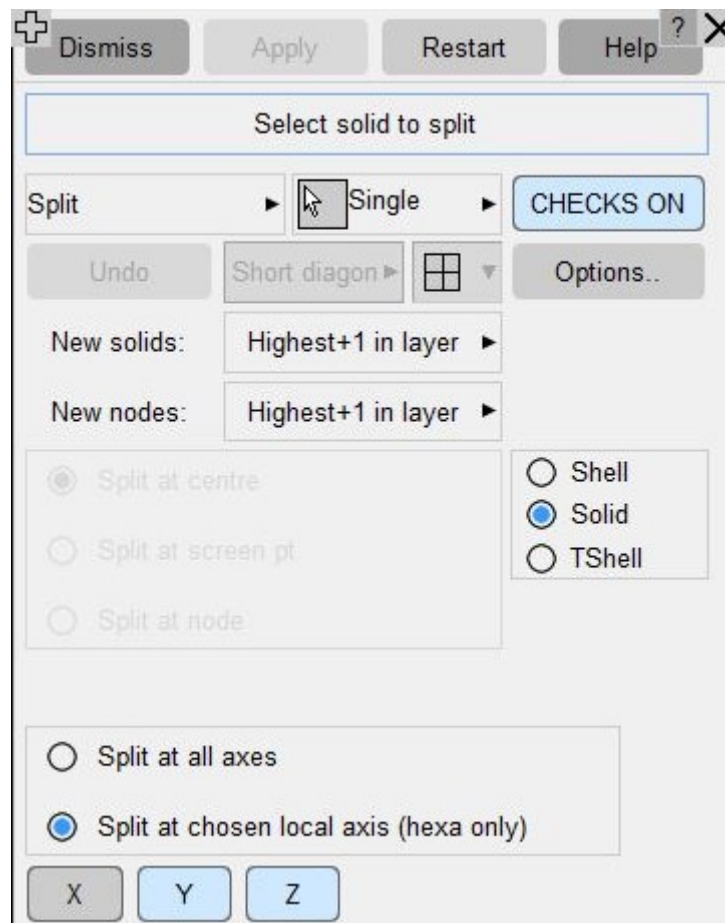 Dismiss Apply Restart Help ?
Select solid to split
Split Single CHECKS ON
Undo Short diagon Options..
New solids: Highest+1 in layer
New nodes: Highest+1 in layer
Split at centre
Split at screen pt
Split at node
Shell
Solid
TShell
Split at all axes
Split at chosen local axis (hexa only)
X Y Z